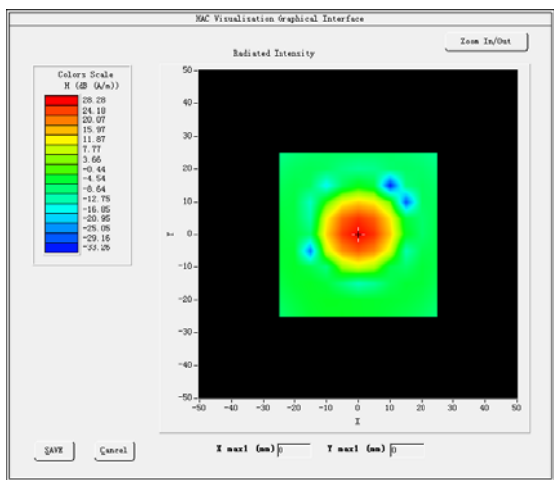 HAC Visualisation Graphical Interface
Zoom In/Out
Radiated Intensity
Colors Scale
H (dB (A/m))
28.28
24.18
20.07
15.97
11.87
7.77
3.66
-0.44
-4.54
-8.64
-12.75
-16.85
-20.95
-25.05
-29.16
-33.26
50
40
30
20
10
Y
0
-10
-20
-30
-40
-50
-50 -40 -30 -20 -10 0 10 20 30 40 50
X
SAVE
Cancel
X max1 (mm) 0
Y max1 (mm) 0